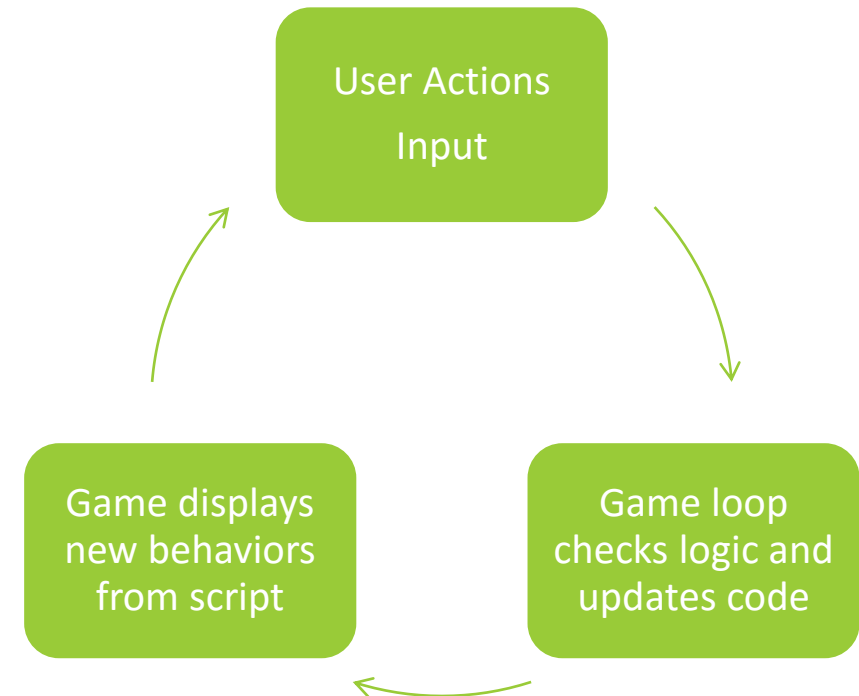 User Actions
Input
Game displays
new behaviors
from script
Game loop
checks logic and
updates code